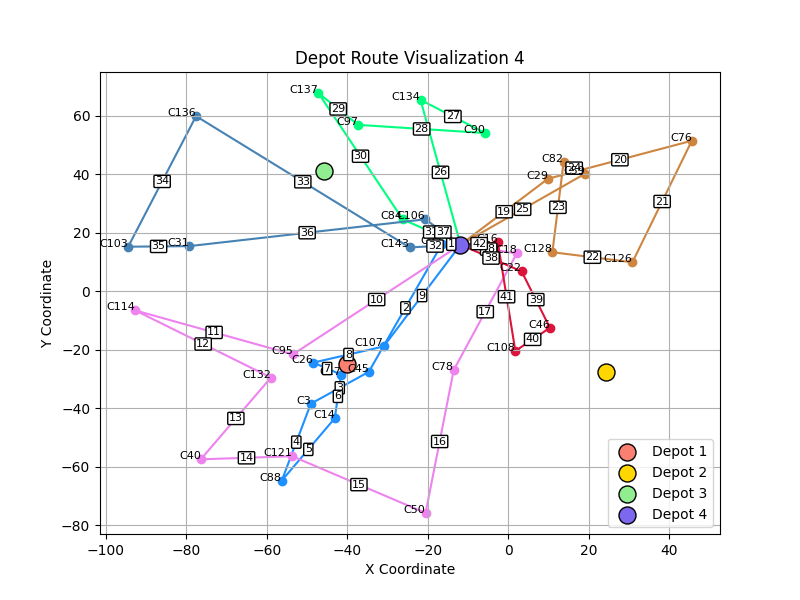 Depot Route Visualization 4
Y Coordinate
60
40
20
0
−20
−40
−60
−80
C137
C134
C136
C97
C90
C76
C82
C29
C84
C106
C103
C31
C143
C16
C18
C128
C126
C22
C114
C46
C107
C108
C95
C26
C45
C78
C132
C3
C14
C40
C121
C88
C50
29
27
28
30
26
34
33
20
19
25
21
23
36
37
35
32
42
22
38
10
9
2
41
39
17
11
12
8
7
40
3
6
13
4
5
14
16
15
Depot 1
Depot 2
Depot 3
Depot 4
−100
−80
−60
−40
−20
0
20
40
X Coordinate